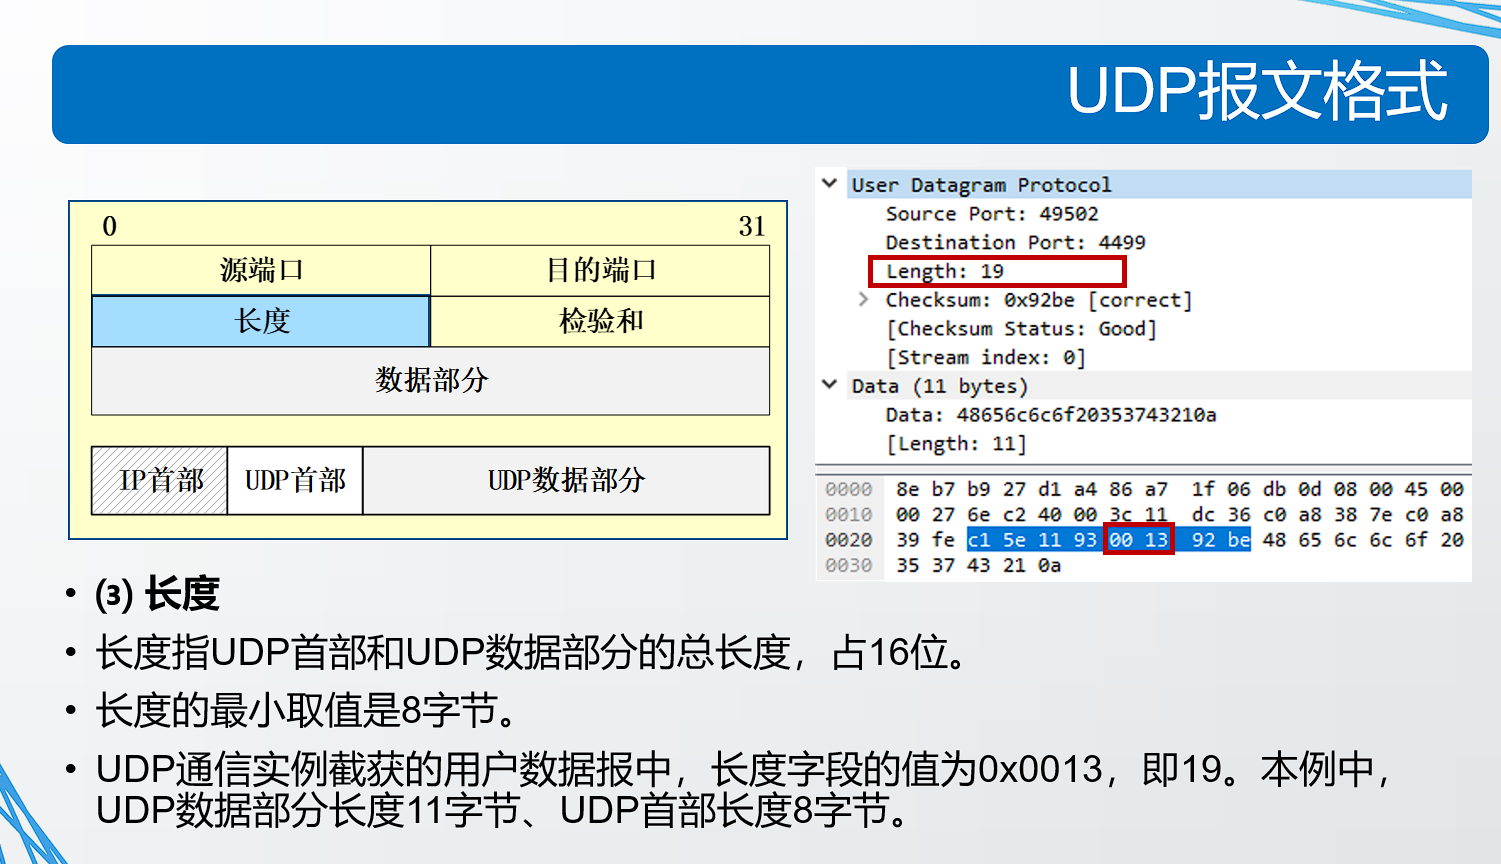 UDP报文格式
0 31
源端口 目的端口
长度 检验和
数据部分
IP首部 UDP首部 UDP数据部分
User Datagram Protocol
Source Port: 49502
Destination Port: 4499
Length: 19
Checksum: 0x92be [correct]
[Checksum Status: Good]
[Stream index: 0]
Data (11 bytes)
Data: 48656c6c6f20353743210a
[Length: 11]
0000 8e b7 b9 27 d1 a4 86 a7 1f 06 db 0d 08 00 45 00
0010 00 27 6e c2 40 00 3c 11 dc 36 c0 a8 38 7e c0 a8
0020 39 fe c1 5e 11 93 00 13 92 be 48 65 6c 6c 6f 20
0030 35 37 43 21 0a
• (3) 长度
• 长度指UDP首部和UDP数据部分的总长度，占16位。
• 长度的最小取值是8字节。
• UDP通信实例截获的用户数据报中，长度字段的值为0x0013，即19。本例中，
UDP数据部分长度11字节、UDP首部长度8字节。